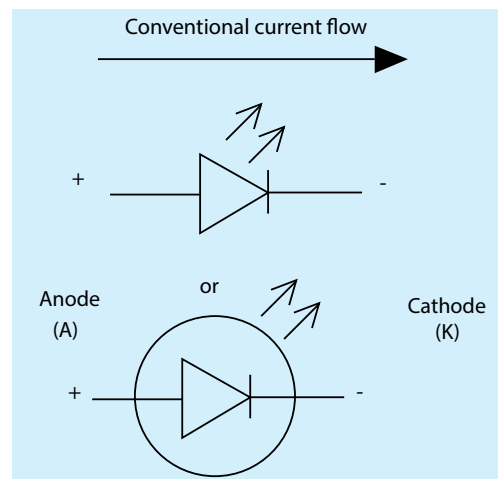 Conventional current flow
+
-
or
Anode
(A)
Cathode
(K)
+
-